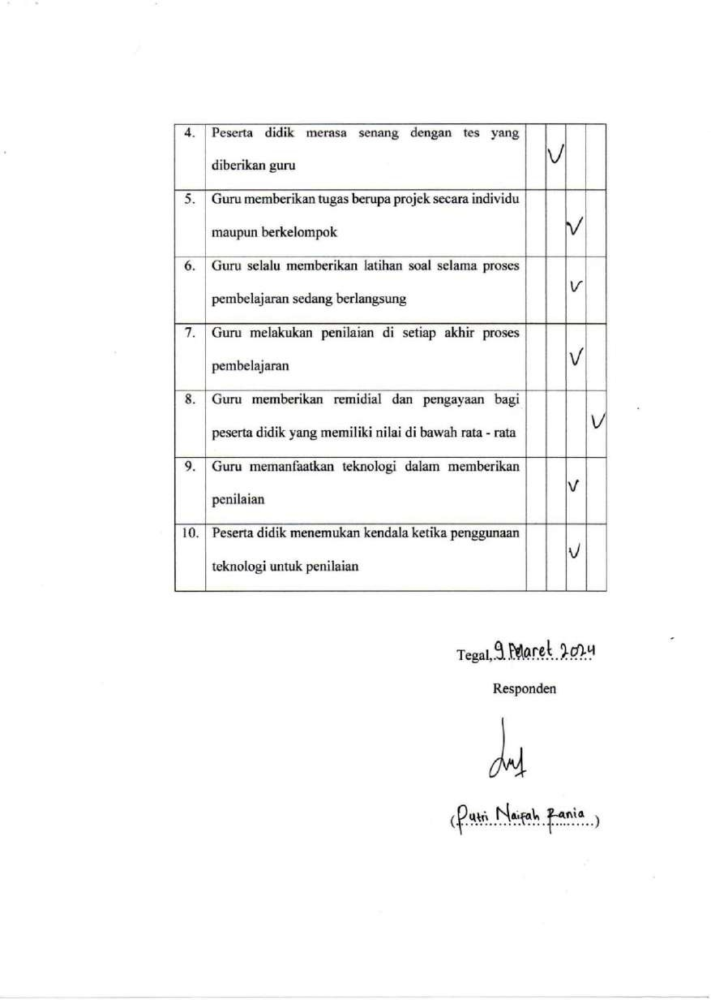 4. Peserta didik merasa senang dengan tes yang
diberikan guru
V
5. Guru memberikan tugas berupa projek secara individu
maupun berkelompok
V
6. Guru selalu memberikan latihan soal selama proses
pembelajaran sedang berlangsung
V
7. Guru melakukan penilaian di setiap akhir proses
pembelajaran
V
8. Guru memberikan remidial dan pengayaan bagi
peserta didik yang memiliki nilai di bawah rata - rata
V
9. Guru memanfaatkan teknologi dalam memberikan
penilaian
V
10. Peserta didik menemukan kendala ketika penggunaan
teknologi untuk penilaian
V
Tegal, 9 Maret 2024
Responden
(Putri Naifah Rania)